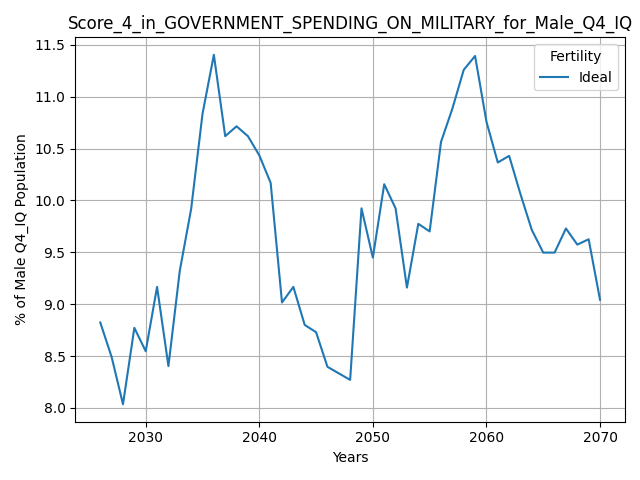 Score_4_in_GOVERNMENT_SPENDING_ON_MILITARY_for_Male_Q4_IQ
Fertility
Ideal
% of Male Q4_IQ Population
11.5
11.0
10.5
10.0
9.5
9.0
8.5
8.0
2030 2040 2050 2060 2070
Years